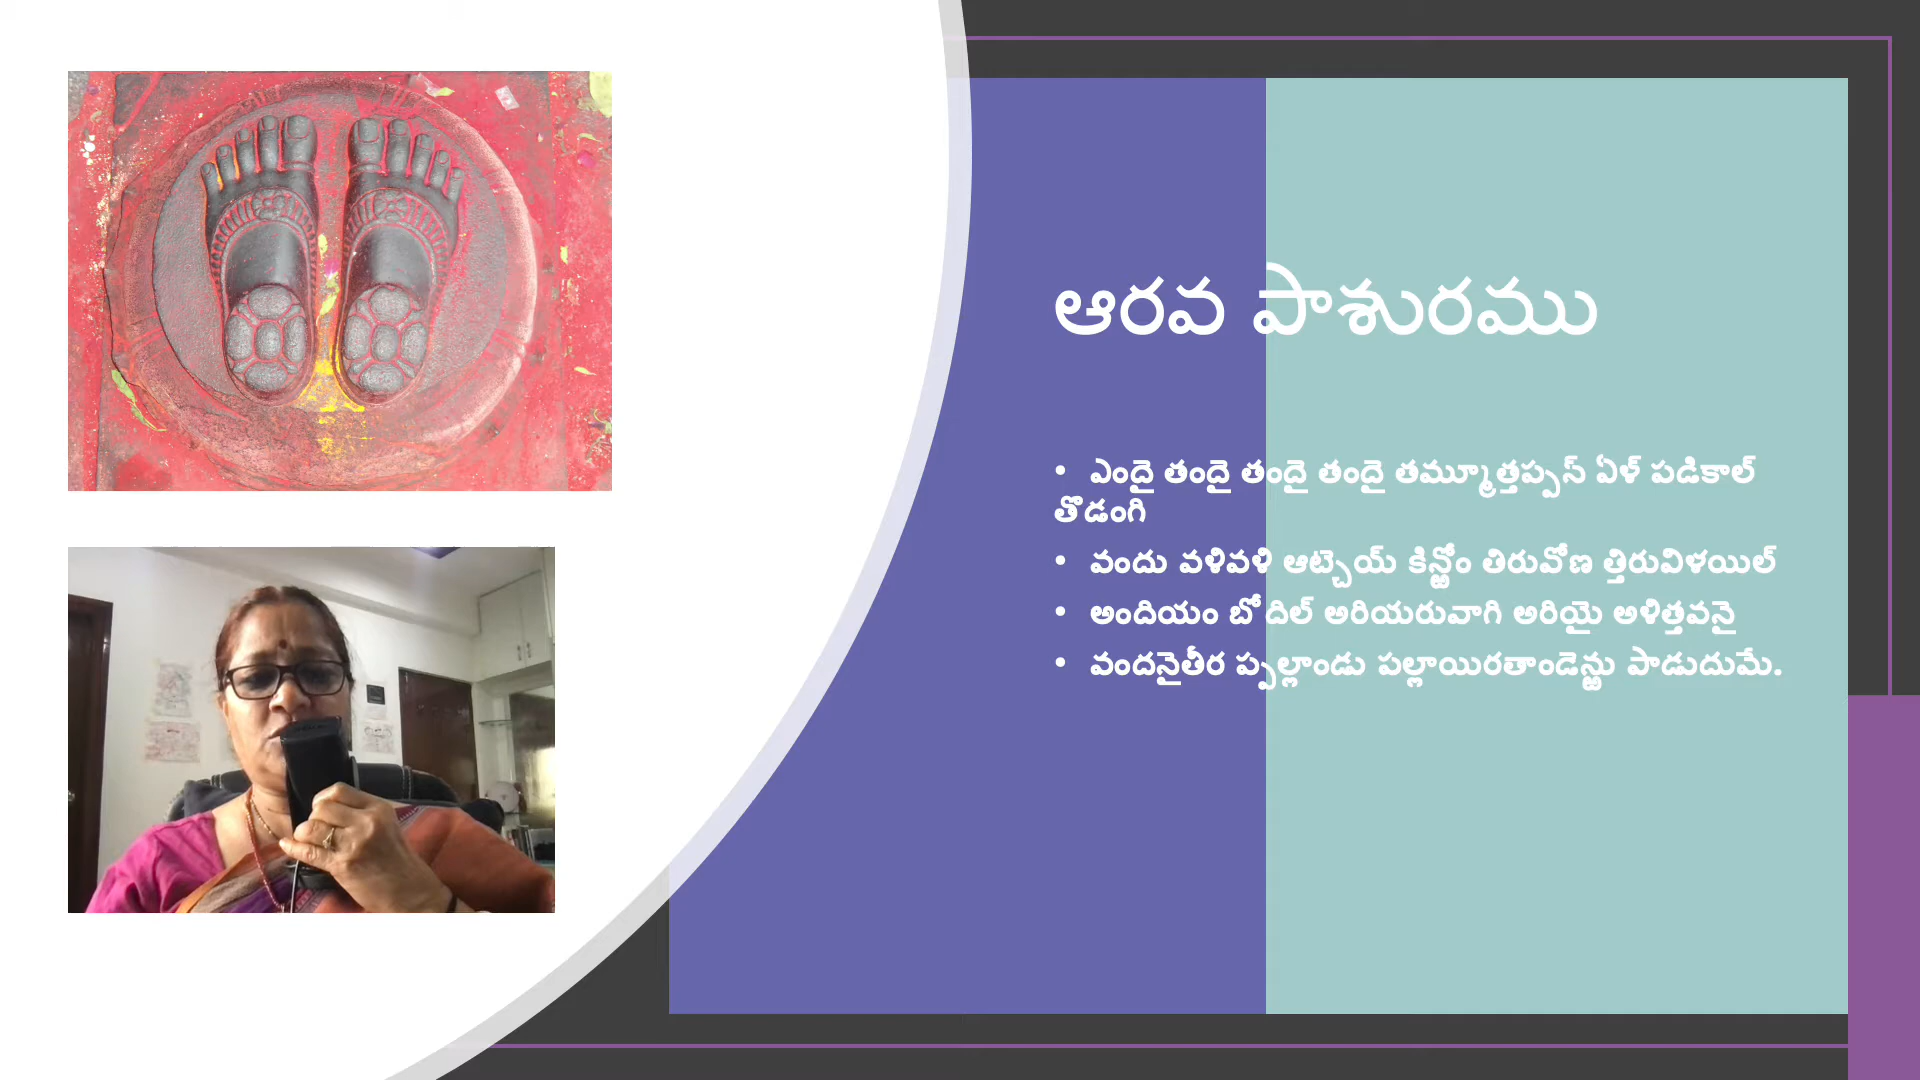 ఆరవ పాశురము
• ఎందై తందై తందై తందై తమ్మూత్తప్పన్ ఏళ్ పడికాల్
తొడంగి
• వందు వళివళి ఆట్చెయ్ కిన్ఱోం తిరువోణ త్తిరువిళయిల్
• అందియం బోదిల్ అరియరువాగి అరియై అళిత్తవనై
• వందనైతీర ప్పల్లాండు పల్లాయిరతాండెన్ఱు పాడుదుమే.